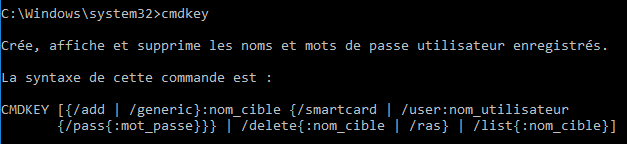 C:\Windows\system32>cmdkey
Crée, affiche et supprime les noms et mots de passe utilisateur enregistrés.
La syntaxe de cette commande est :
CMDKEY [{/add | /generic}:nom_cible {/smartcard | /user:nom_utilisateur
{/pass{:mot_passe}}} | /delete{:nom_cible | /ras} | /list{:nom_cible}]